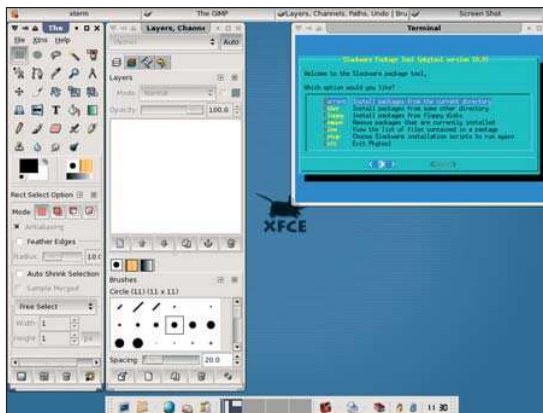 xterm
The GIMP
Layers, Channels, Paths, Undo | Bru
Screen Shot
The
File Xtns Help
Rect Select Option
Mode:
Antialiasing
Feather Edges
Radius: 10.0
Auto Shrink Selection
Sample Merged
Free Select
Width: 1
Height: 1 px
Layers, Channe
Auto
Layers
Mode: Normal
Opacity: 100.0
Brushes
Circle (11) (11 x 11)
Spacing: 20.0
Terminal
Slackware Package Tool (pkgtool version 10.0)
Welcome to the Slackware package tool.
Which option would you like?
Current Install packages from the current directory
Other Install packages from some other directory
Floppy Install packages from floppy disks
Remove Remove packages that are currently installed
View View the list of files contained in a package
Setup Choose Slackware installation scripts to run again
Exit Exit Pkgtool
XFCE
11 30